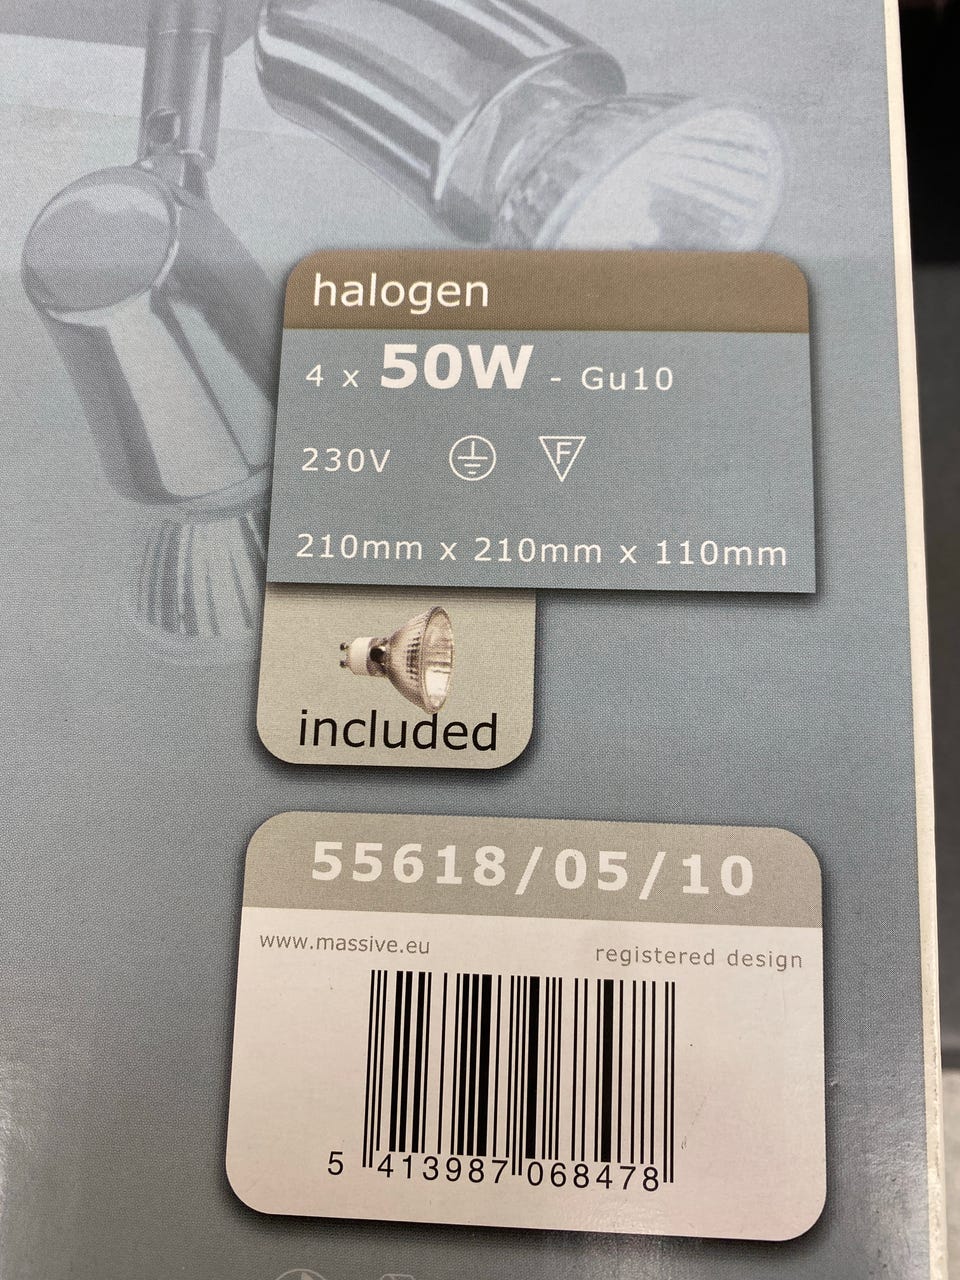 halogen
4 x 50W - Gu10
230V F
210mm x 210mm x 110mm
included
55618/05/10
www.massive.eu registered design
5 413987 068478